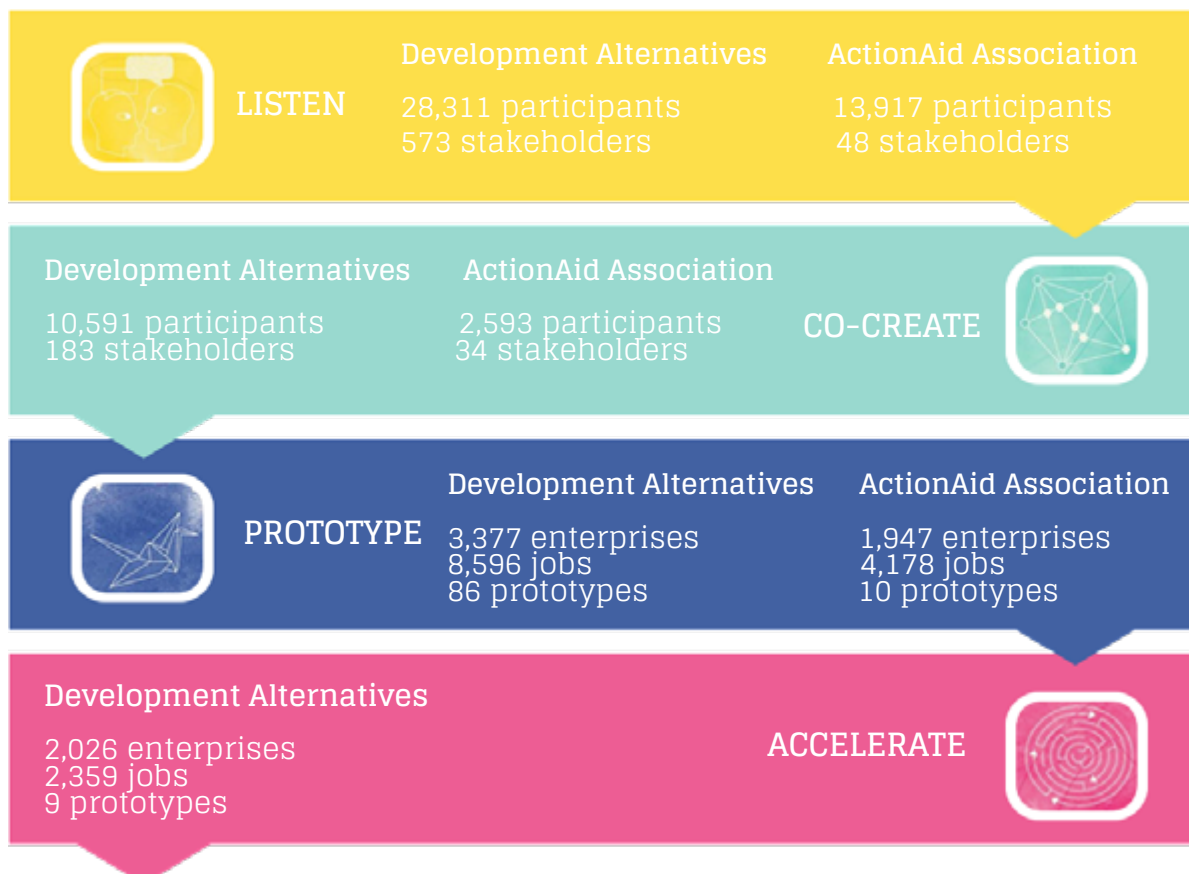 LISTEN
Development Alternatives
28,311 participants
573 stakeholders
ActionAid Association
13,917 participants
48 stakeholders
Development Alternatives
10,591 participants
183 stakeholders
ActionAid Association
2,593 participants
34 stakeholders
CO-CREATE
PROTOTYPE
Development Alternatives
3,377 enterprises
8,596 jobs
86 prototypes
ActionAid Association
1,947 enterprises
4,178 jobs
10 prototypes
Development Alternatives
2,026 enterprises
2,359 jobs
9 prototypes
ACCELERATE